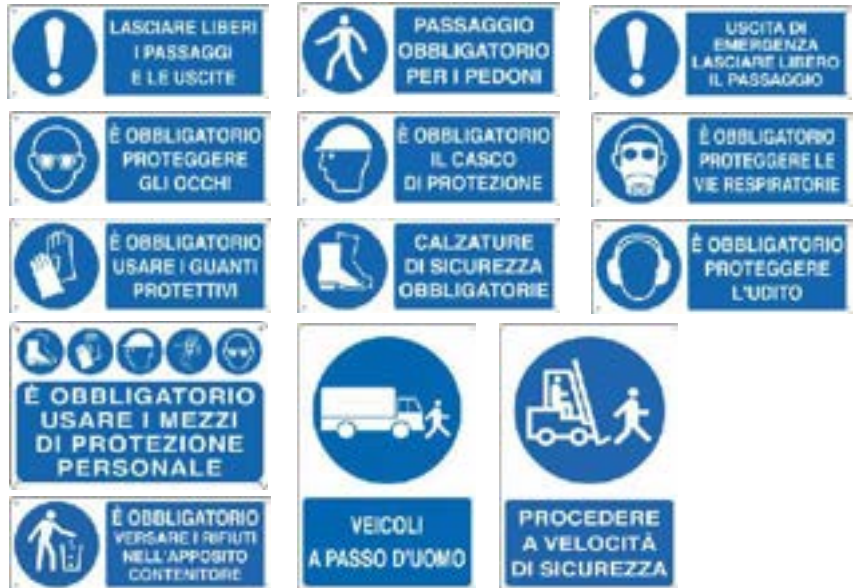 LASCIARE LIBERI
I PASSAGGI
E LE USCITE
PASSAGGIO
OBBLIGATORIO
PER I PEDONI
USCITA DI
EMERGENZA
LASCIARE LIBERO
IL PASSAGGIO
È OBBLIGATORIO
PROTEGGERE
GLI OCCHI
È OBBLIGATORIO
IL CASCO
DI PROTEZIONE
È OBBLIGATORIO
PROTEGGERE LE
VIE RESPIRATORIE
È OBBLIGATORIO
USARE I GUANTI
PROTETTIVI
CALZATURE
DI SICUREZZA
OBBLIGATORIE
È OBBLIGATORIO
PROTEGGERE
L'UDITO
È OBBLIGATORIO
USARE I MEZZI
DI PROTEZIONE
PERSONALE
VEICOLI
A PASSO D'UOMO
PROCEDERE
A VELOCITÀ
DI SICUREZZA
È OBBLIGATORIO
VERSARE I RIFIUTI
NELL'APPOSITO
CONTENITORE